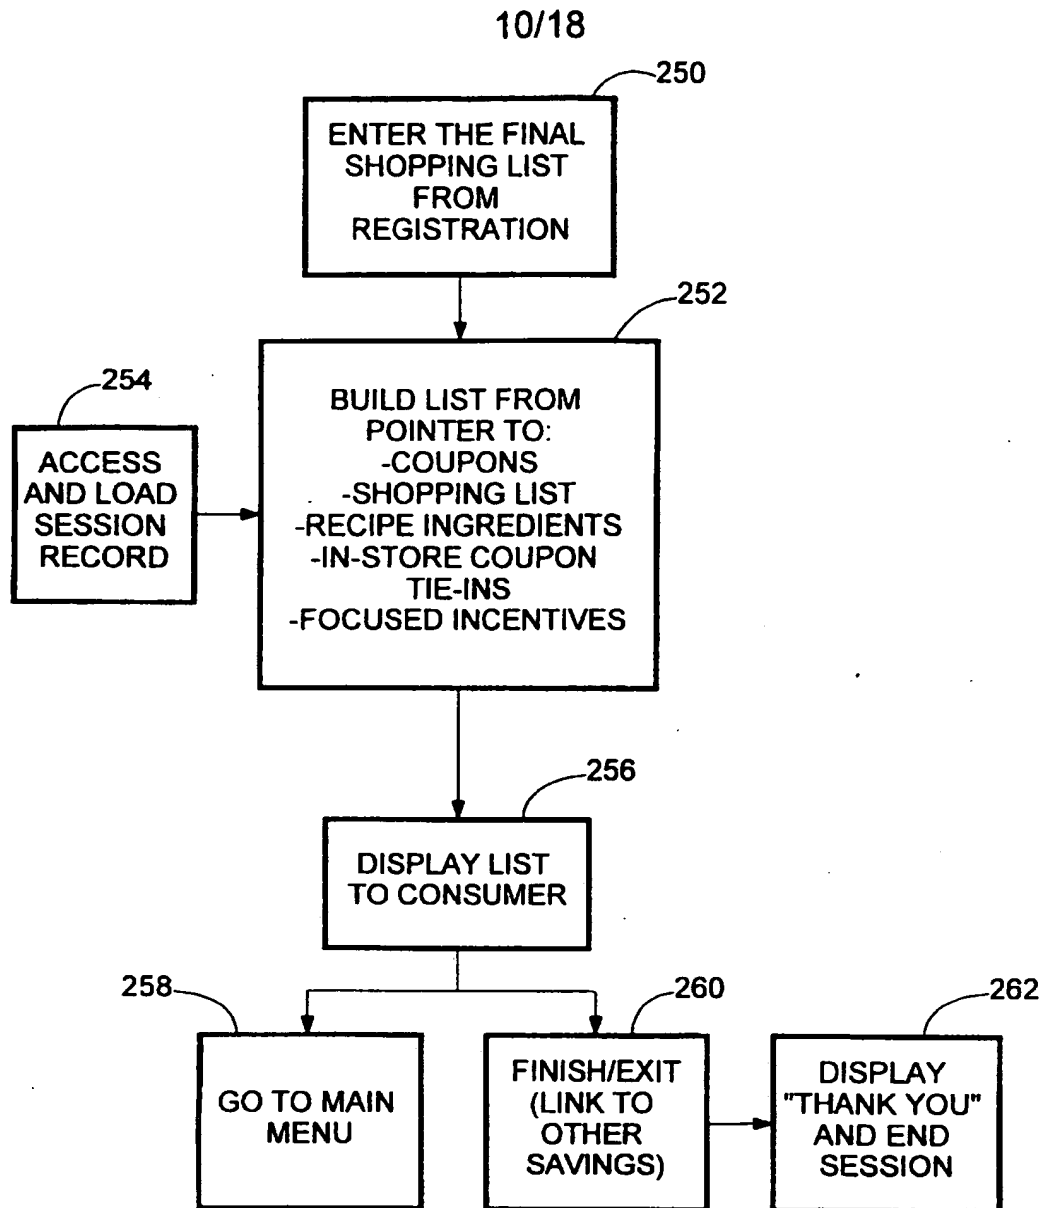 10/18
250
ENTER THE FINAL
SHOPPING LIST
FROM
REGISTRATION
252
BUILD LIST FROM
POINTER TO:
-COUPONS
-SHOPPING LIST
-RECIPE INGREDIENTS
-IN-STORE COUPON
TIE-INS
-FOCUSED INCENTIVES
254
ACCESS
AND LOAD
SESSION
RECORD
256
DISPLAY LIST
TO CONSUMER
258
GO TO MAIN
MENU
260
FINISH/EXIT
(LINK TO
OTHER
SAVINGS)
262
DISPLAY
"THANK YOU"
AND END
SESSION